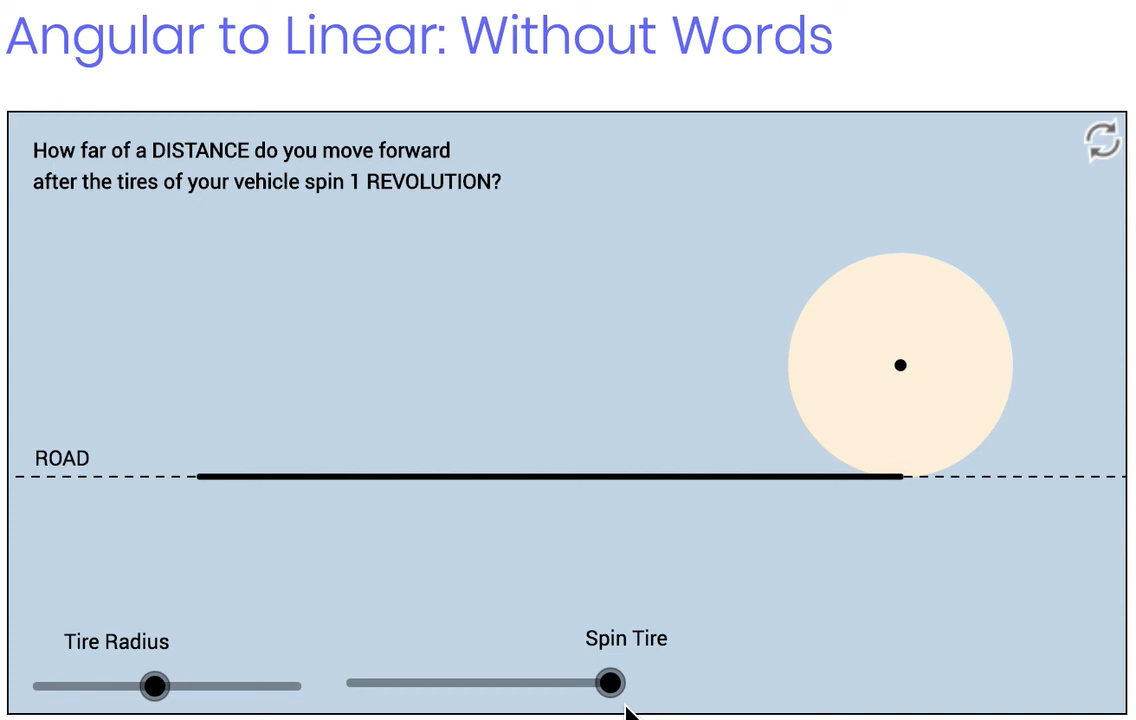 Angular to Linear: Without Words
How far of a DISTANCE do you move forward
after the tires of your vehicle spin 1 REVOLUTION?
ROAD
Tire Radius
Spin Tire